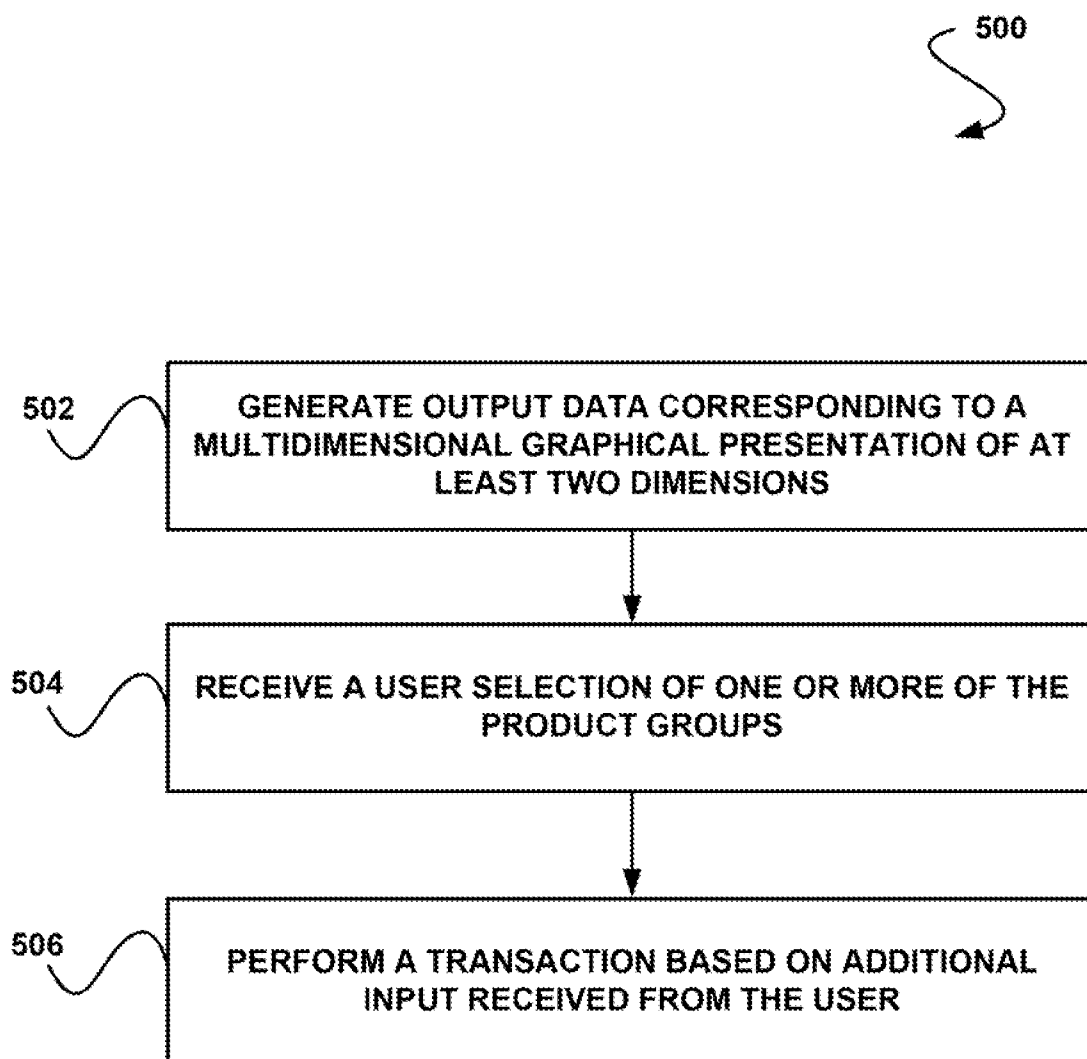 500
502
GENERATE OUTPUT DATA CORRESPONDING TO A
MULTIDIMENSIONAL GRAPHICAL PRESENTATION OF AT
LEAST TWO DIMENSIONS
504
RECEIVE A USER SELECTION OF ONE OR MORE OF THE
PRODUCT GROUPS
506
PERFORM A TRANSACTION BASED ON ADDITIONAL
INPUT RECEIVED FROM THE USER